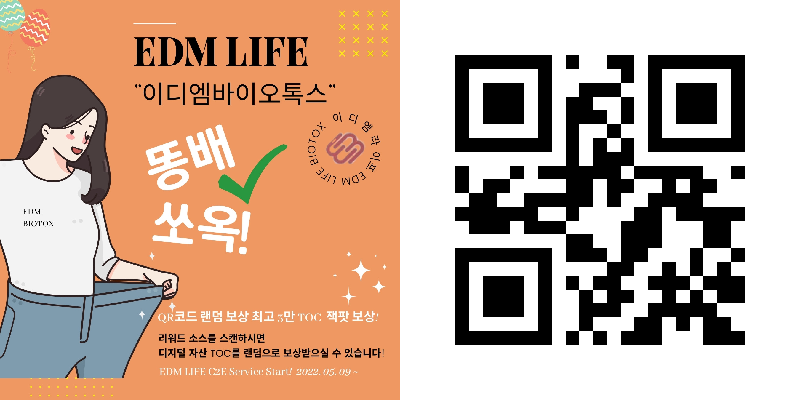 EDM LIFE
"이디엠바이오톡스"
똥배
쏘옥!
이디엠라이프 EDM LIFE BIOTOX
EDM
BIOTOX
QR코드 랜덤 보상 최고 5만 TOC 잭팟 보상!
리워드 소스를 스캔하시면
디지털 자산 TOC를 랜덤으로 보상받으실 수 있습니다!
EDM LIFE C2E Service Start! 2022. 05. 09 ~